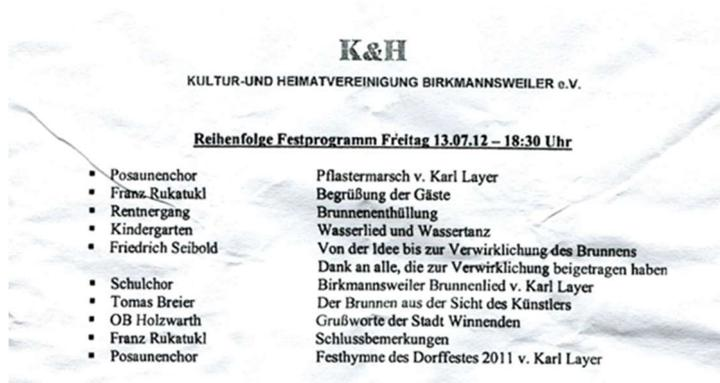 K&H
KULTUR-UND HEIMATVEREINIGUNG BIRKMANNSWEILER e.V.
Reihenfolge Festprogramm Freitag 13.07.12 – 18:30 Uhr
▪ Posaunenchor Pflastermarsch v. Karl Layer
▪ Franz Rukatukl Begrüßung der Gäste
▪ Rentnergang Brunnenenthüllung
▪ Kindergarten Wasserlied und Wassertanz
▪ Friedrich Seibold Von der Idee bis zur Verwirklichung des Brunnens
Dank an alle, die zur Verwirklichung beigetragen haben
▪ Schulchor Birkmannsweiler Brunnenlied v. Karl Layer
▪ Tomas Breier Der Brunnen aus der Sicht des Künstlers
▪ OB Holzwarth Grußworte der Stadt Winnenden
▪ Franz Rukatukl Schlussbemerkungen
▪ Posaunenchor Festhymne des Dorffestes 2011 v. Karl Layer